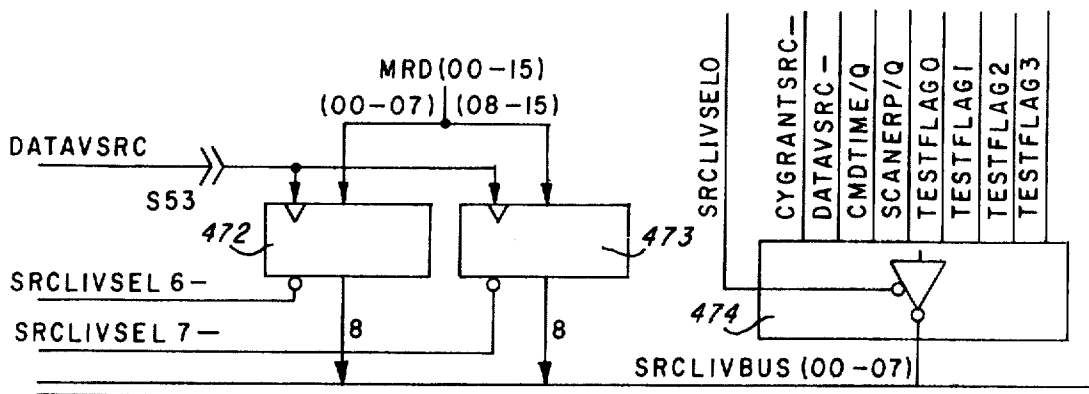 MRD(00-15)
(00-07) (08-15)
DATAVSRC
S53
472
473
SRCLIVSEL 6-
SRCLIVSEL 7-
8
8
SRCLIVSEL0
CYGRANTSRC-
DATAVSRC-
CMDTIME/Q
SCANERP/Q
TESTFLAG0
TESTFLAG1
TESTFLAG2
TESTFLAG3
474
SRCLIVBUS (00-07)